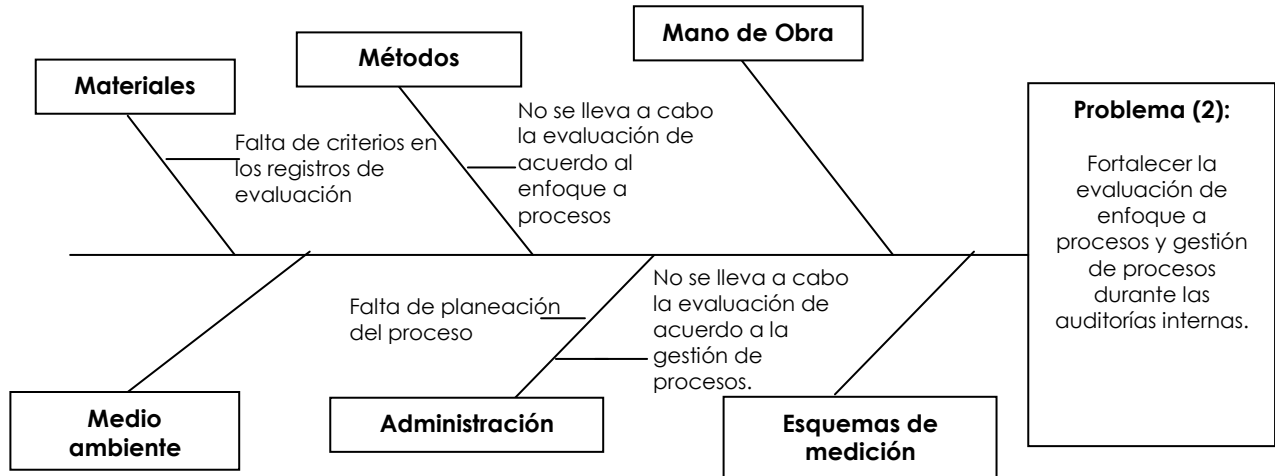 Mano de Obra
Métodos
Materiales
Problema (2):
Fortalecer la
evaluación de
enfoque a
procesos y gestión
de procesos
durante las
auditorías internas.
No se lleva a cabo
la evaluación de
acuerdo al
enfoque a
procesos
Falta de criterios en
los registros de
evaluación
No se lleva a cabo
la evaluación de
acuerdo a la
gestión de
procesos.
Falta de planeación
del proceso
Medio
ambiente
Administración
Esquemas de
medición